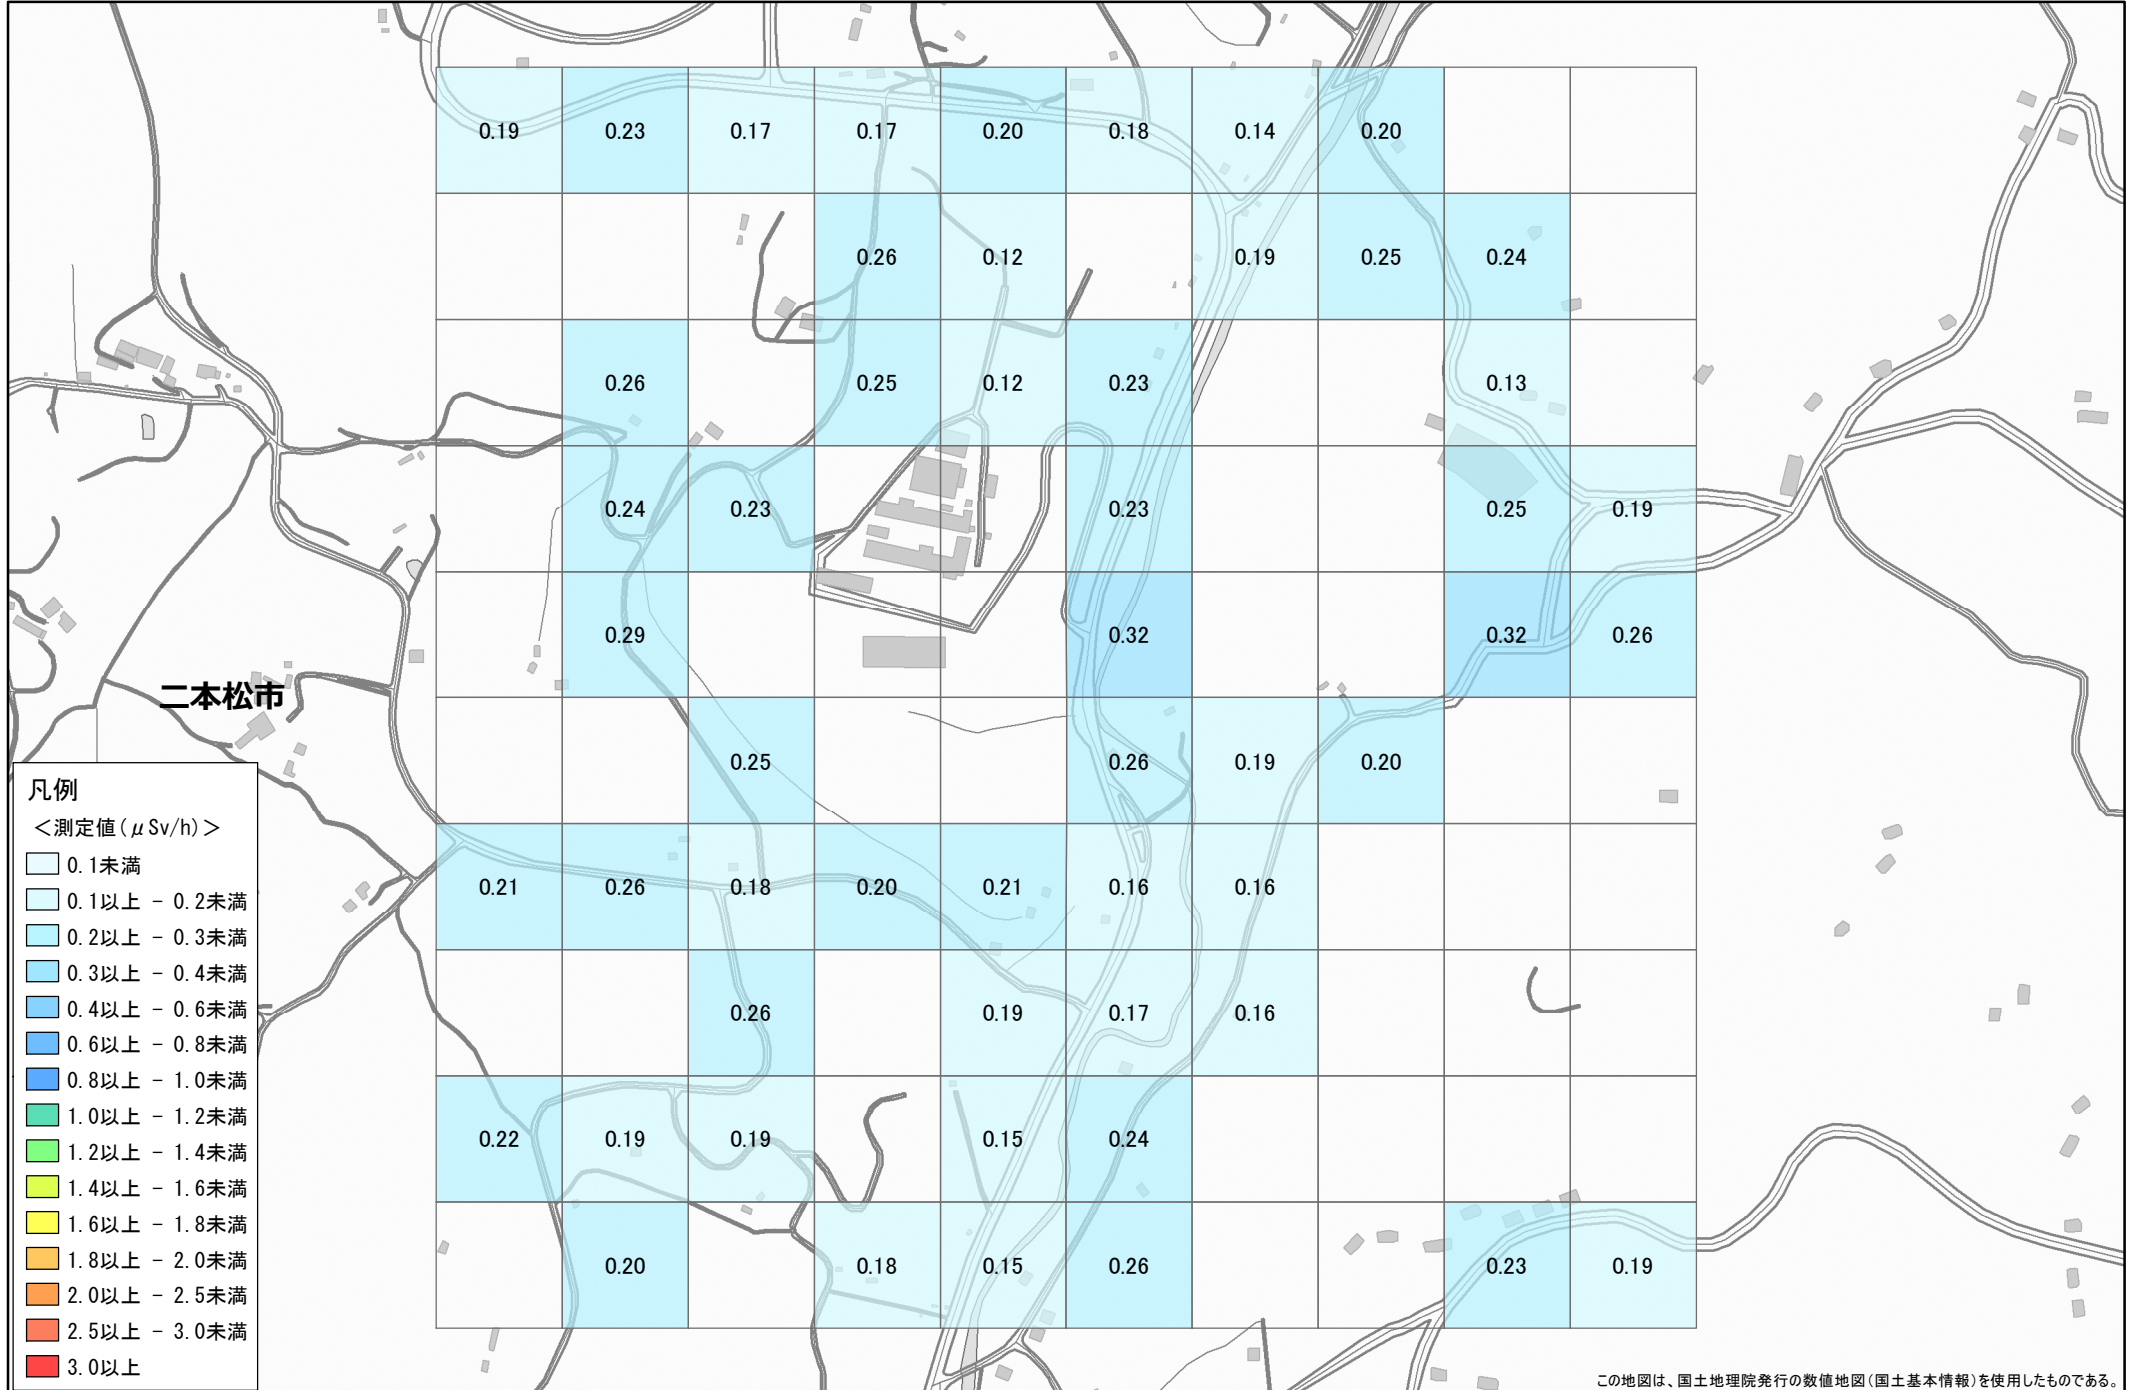 0.19 0.23 0.17 0.17 0.20 0.18 0.14 0.20
0.26 0.12 0.19 0.25 0.24
0.26 0.25 0.12 0.23 0.13
0.24 0.23 0.23 0.25 0.19
0.29 0.32 0.32 0.26
二本松市
0.25 0.26 0.19 0.20
0.21 0.26 0.18 0.20 0.21 0.16 0.16
0.26 0.19 0.17 0.16
0.22 0.19 0.19 0.15 0.24
0.20 0.18 0.15 0.26 0.23 0.19
凡例
＜測定値(μSv/h)＞
0.1未満
0.1以上 － 0.2未満
0.2以上 － 0.3未満
0.3以上 － 0.4未満
0.4以上 － 0.6未満
0.6以上 － 0.8未満
0.8以上 － 1.0未満
1.0以上 － 1.2未満
1.2以上 － 1.4未満
1.4以上 － 1.6未満
1.6以上 － 1.8未満
1.8以上 － 2.0未満
2.0以上 － 2.5未満
2.5以上 － 3.0未満
3.0以上
この地図は、国土地理院発行の数値地図(国土基本情報)を使用したものである。